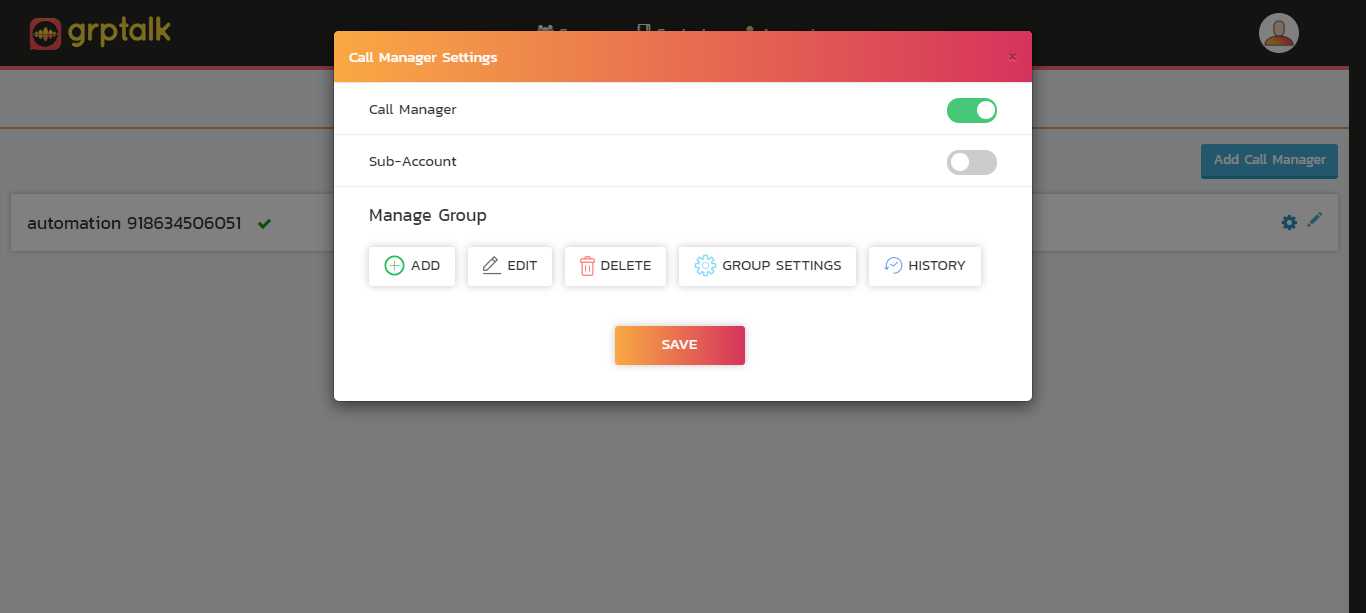 grptalk
Call Manager Settings
×
Call Manager
Sub-Account
Add Call Manager
automation 918634506051
Manage Group
ADD
EDIT
DELETE
GROUP SETTINGS
HISTORY
SAVE